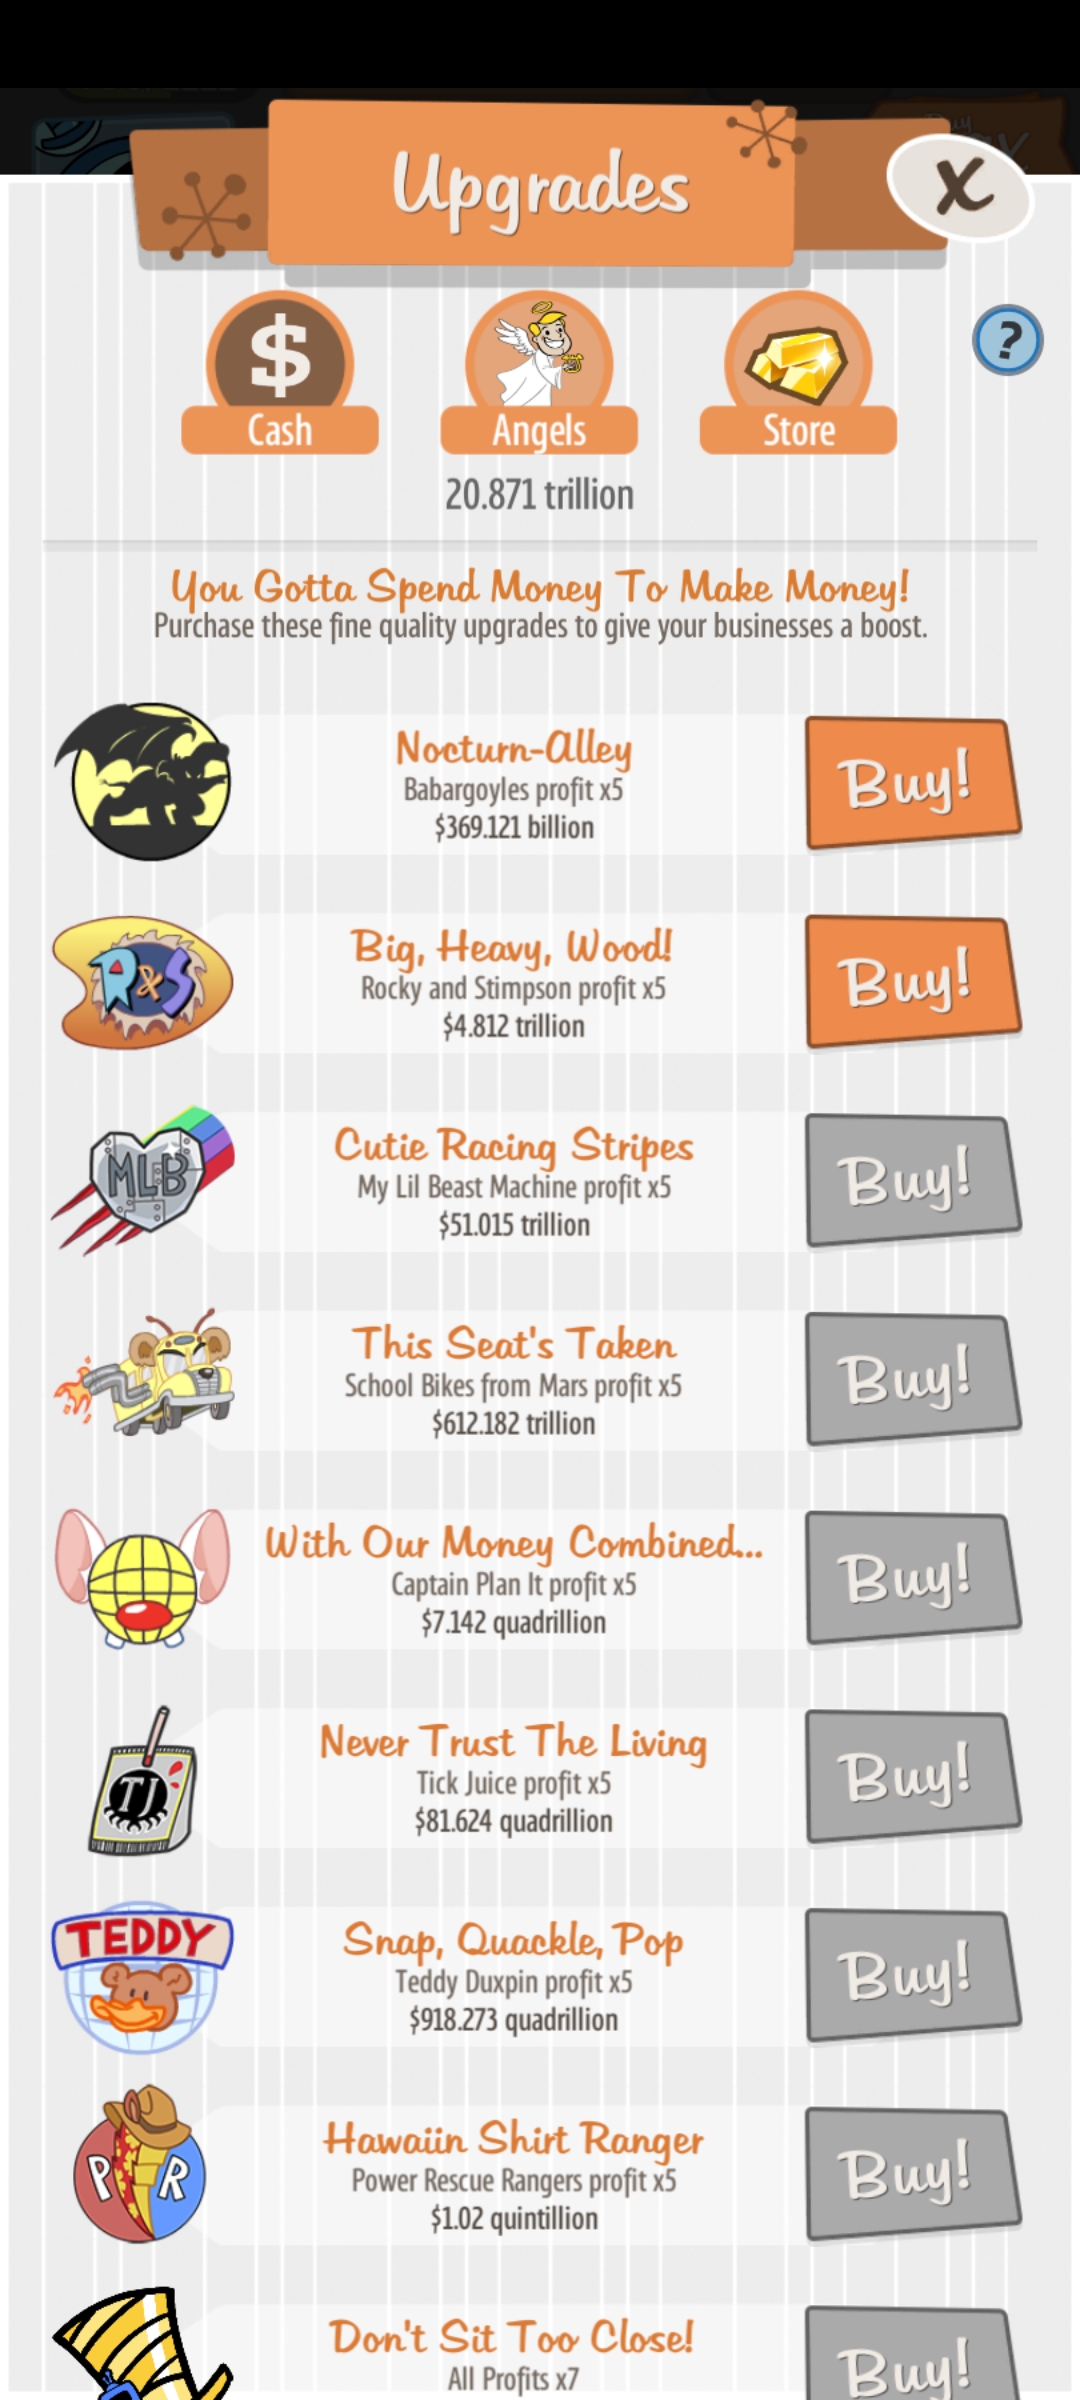 Upgrades
X
$
Cash
Angels
Store
?
20.871 trillion
You Gotta Spend Money To Make Money!
Purchase these fine quality upgrades to give your businesses a boost.
Nocturn-Alley
Babargoyles profit x5
$369.121 billion
Buy!
R&S
Big, Heavy, Wood!
Rocky and Stimpson profit x5
$4.812 trillion
Buy!
MLB
Cutie Racing Stripes
My Lil Beast Machine profit x5
$51.015 trillion
Buy!
This Seat's Taken
School Bikes from Mars profit x5
$612.182 trillion
Buy!
With Our Money Combined...
Captain Plan It profit x5
$7.142 quadrillion
Buy!
TJ
Never Trust The Living
Tick Juice profit x5
$81.624 quadrillion
Buy!
TEDDY
Snap, Quackle, Pop
Teddy Duxpin profit x5
$918.273 quadrillion
Buy!
P R
Hawaiin Shirt Ranger
Power Rescue Rangers profit x5
$1.02 quintillion
Buy!
Don't Sit Too Close!
All Profits x7
Buy!